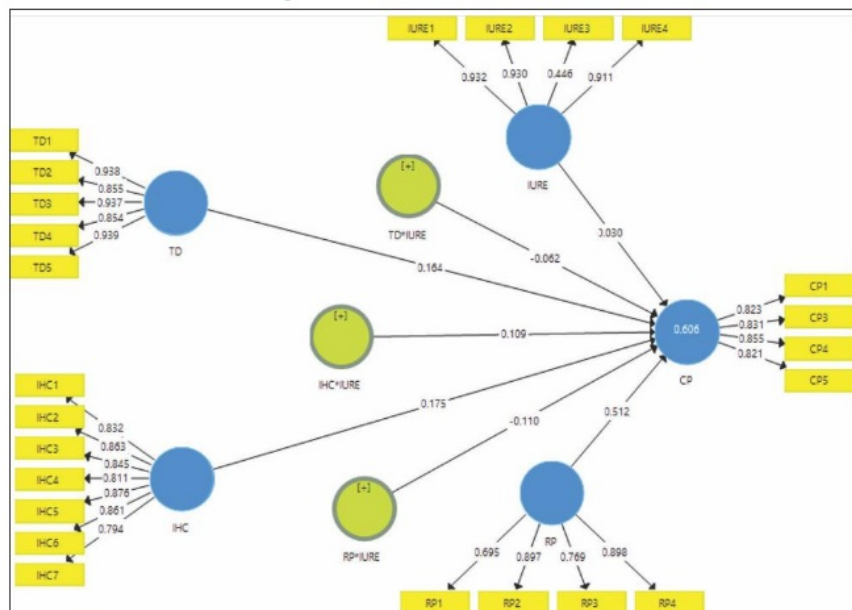 IURE1 IURE2 IURE3 IURE4
0.932 0.930 0.446 0.911
IURE
TD1
TD2
TD3
TD4
TD5
0.938
0.855
0.937
0.854
0.939
TD
[+]
TD*IURE
0.030
-0.062
0.164
[+]
IHC*IURE
0.109
0.606
CP
0.823
0.831
0.855
0.821
CP1
CP3
CP4
CP5
IHC1
IHC2
IHC3
IHC4
IHC5
IHC6
IHC7
0.832
0.863
0.845
0.811
0.876
0.861
0.794
IHC
0.175
-0.110
0.512
[+]
RP*IURE
RP
0.695 0.897 0.769 0.898
RP1 RP2 RP3 RP4